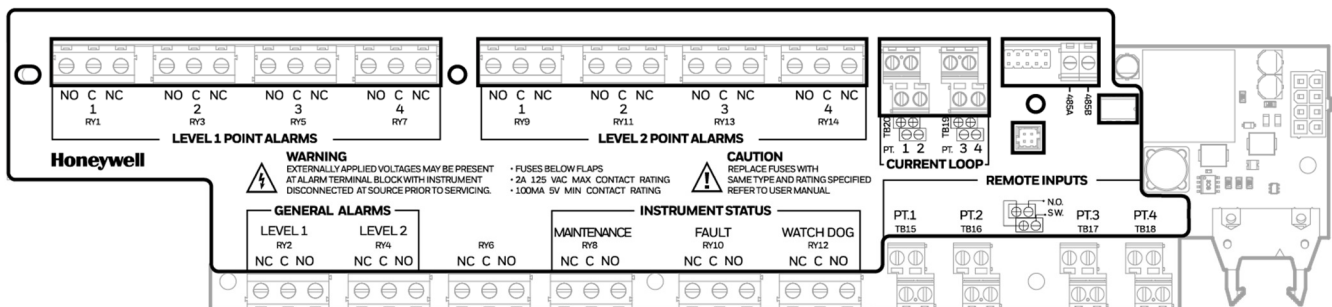 NO C NC NO C NC NO C NC NO C NC NO C NC NO C NC NO C NC NO C NC
1 2 3 4 1 2 3 4
RY1 RY3 RY5 RY7 RY9 RY11 RY13 RY14
LEVEL 1 POINT ALARMS LEVEL 2 POINT ALARMS
TB20 TB19
PT. 1 2 PT. 3 4
CURRENT LOOP
485A 485B
Honeywell
WARNING
EXTERNALLY APPLIED VOLTAGES MAY BE PRESENT
AT ALARM TERMINAL BLOCK WITH INSTRUMENT
DISCONNECTED AT SOURCE PRIOR TO SERVICING.
• FUSES BELOW FLAPS
• 2A 125 VAC MAX CONTACT RATING
• 100MA 5V MIN CONTACT RATING
CAUTION
REPLACE FUSES WITH
SAME TYPE AND RATING SPECIFIED
REFER TO USER MANUAL
REMOTE INPUTS
N.O.
S.W.
PT.1 PT.2 PT.3 PT.4
TB15 TB16 TB17 TB18
GENERAL ALARMS INSTRUMENT STATUS
LEVEL 1 LEVEL 2 MAINTENANCE FAULT WATCH DOG
RY2 RY4 RY6 RY8 RY10 RY12
NC C NO NC C NO NC C NO NC C NO NC C NO NC C NO